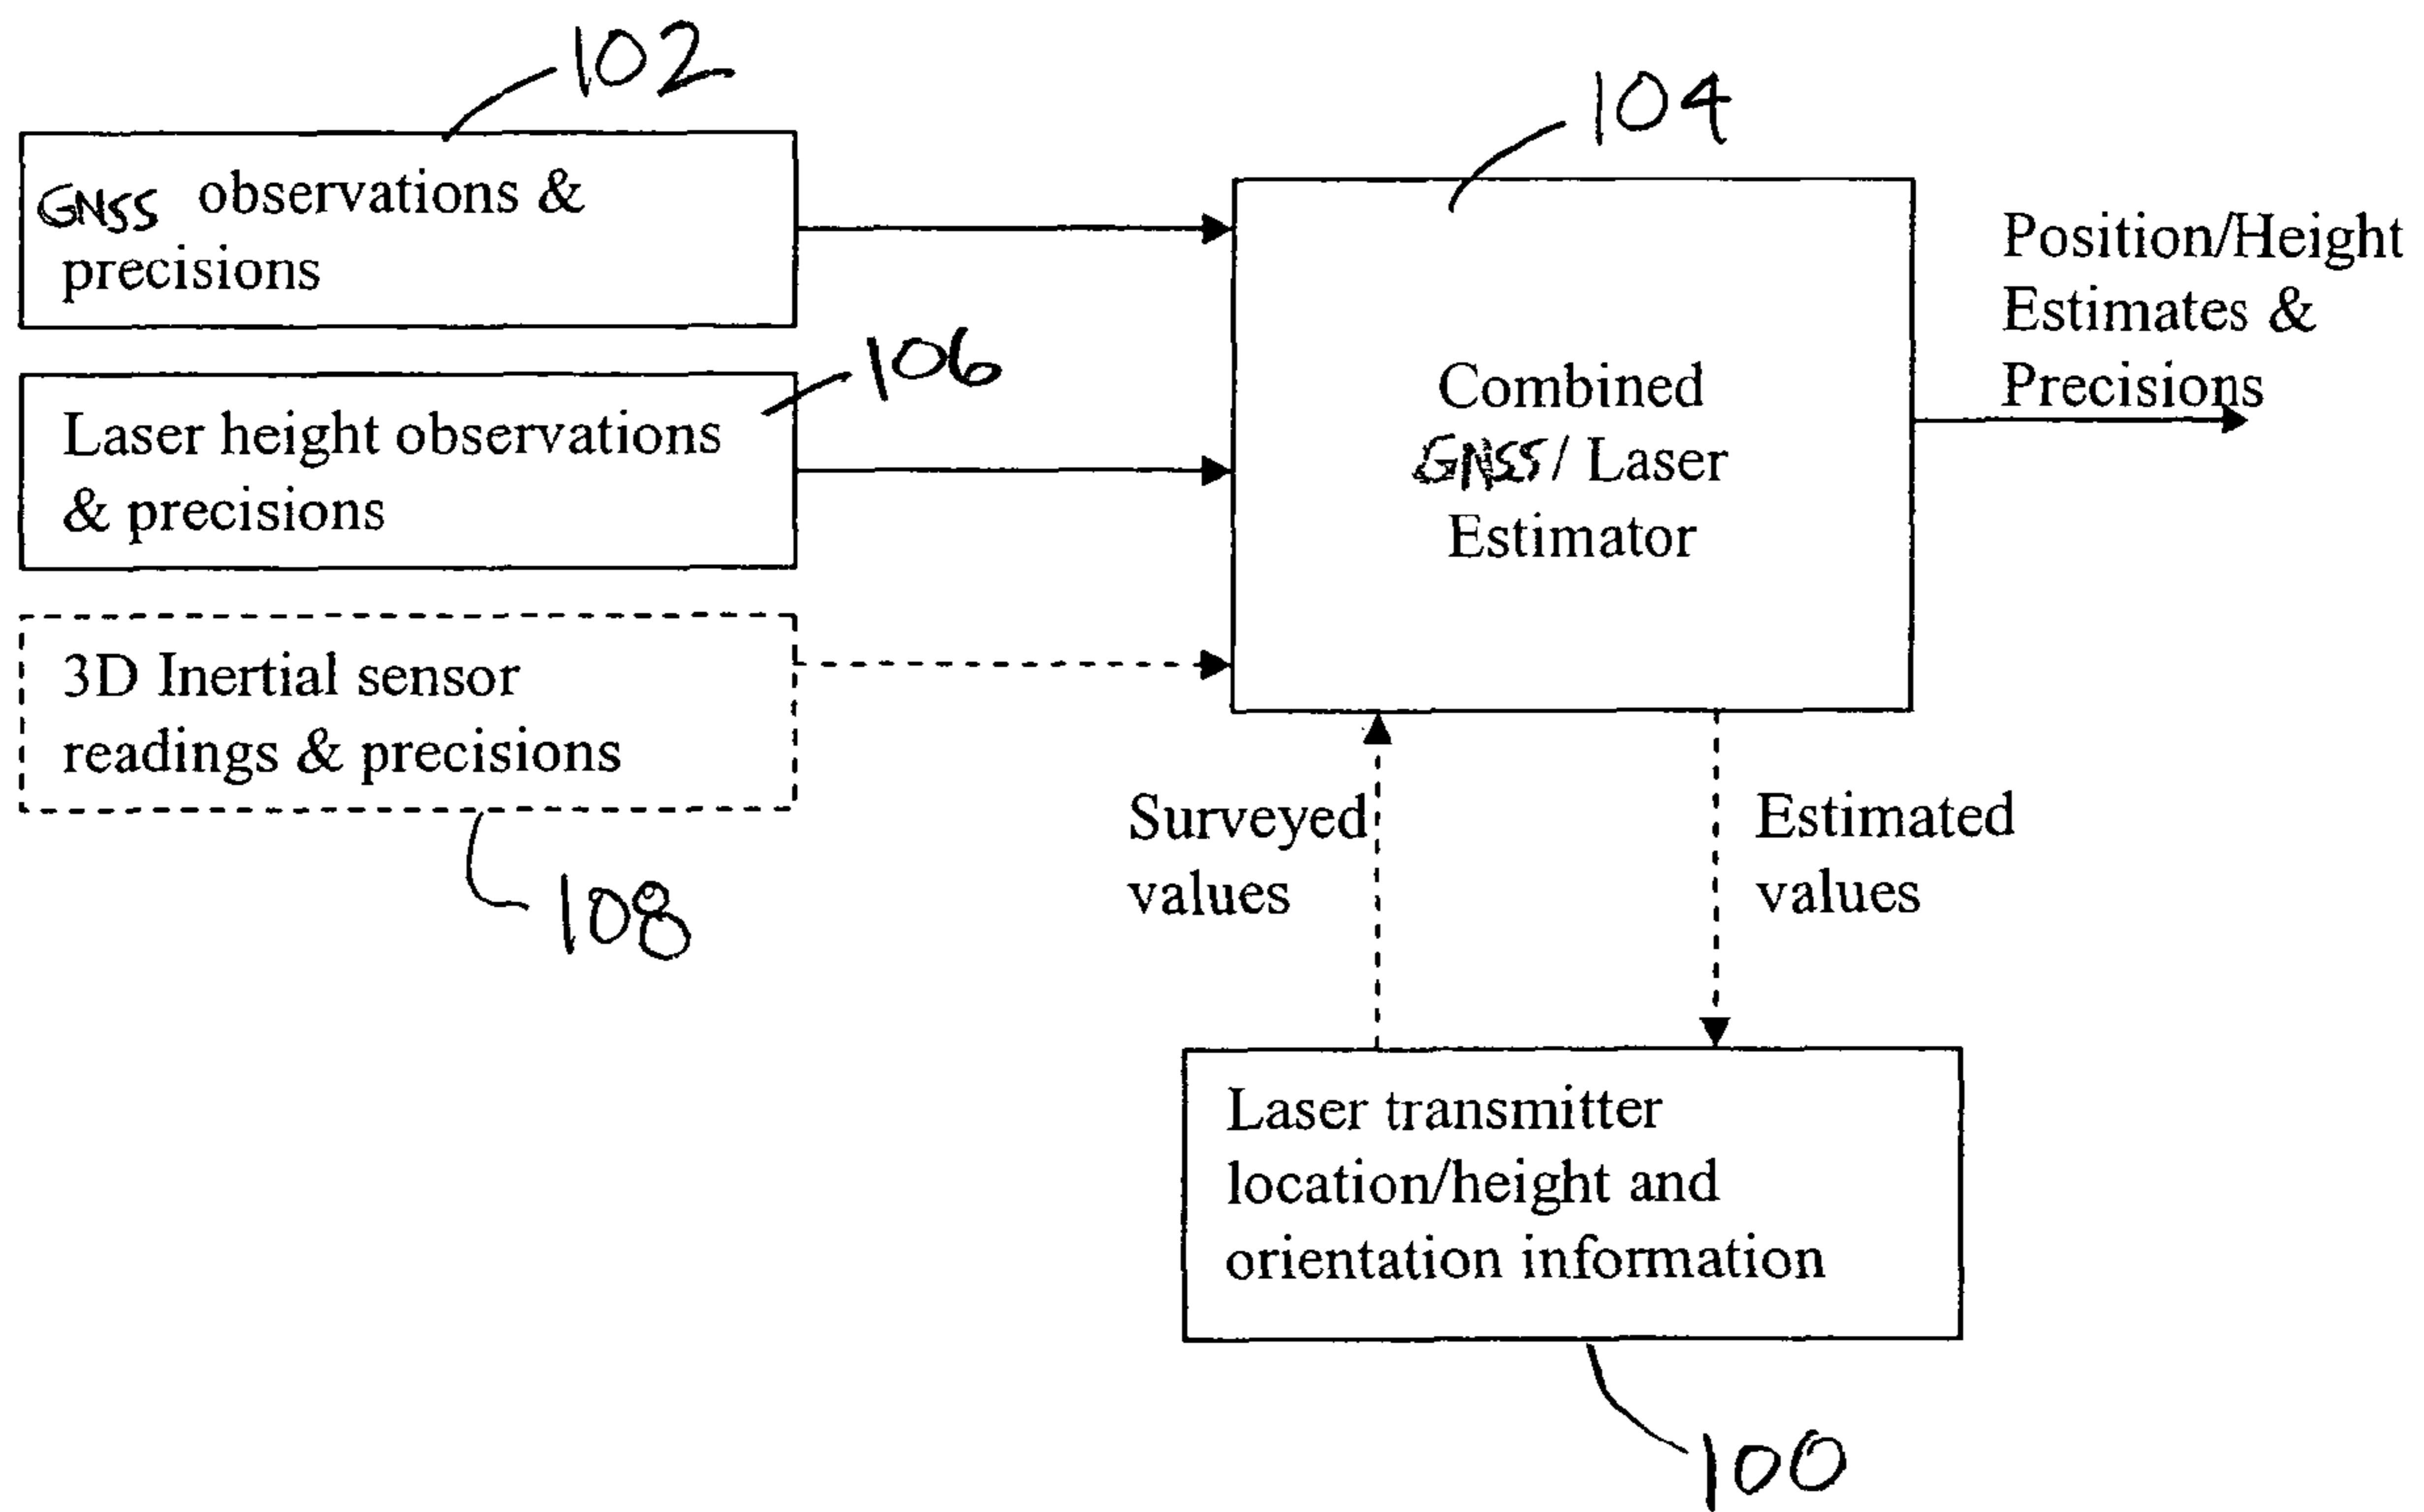 102
GNSS observations &
precisions
106
Laser height observations
& precisions
3D Inertial sensor
readings & precisions
108
104
Combined
GNSS/ Laser
Estimator
Position/Height
Estimates &
Precisions
Surveyed
values
Estimated
values
Laser transmitter
location/height and
orientation information
100